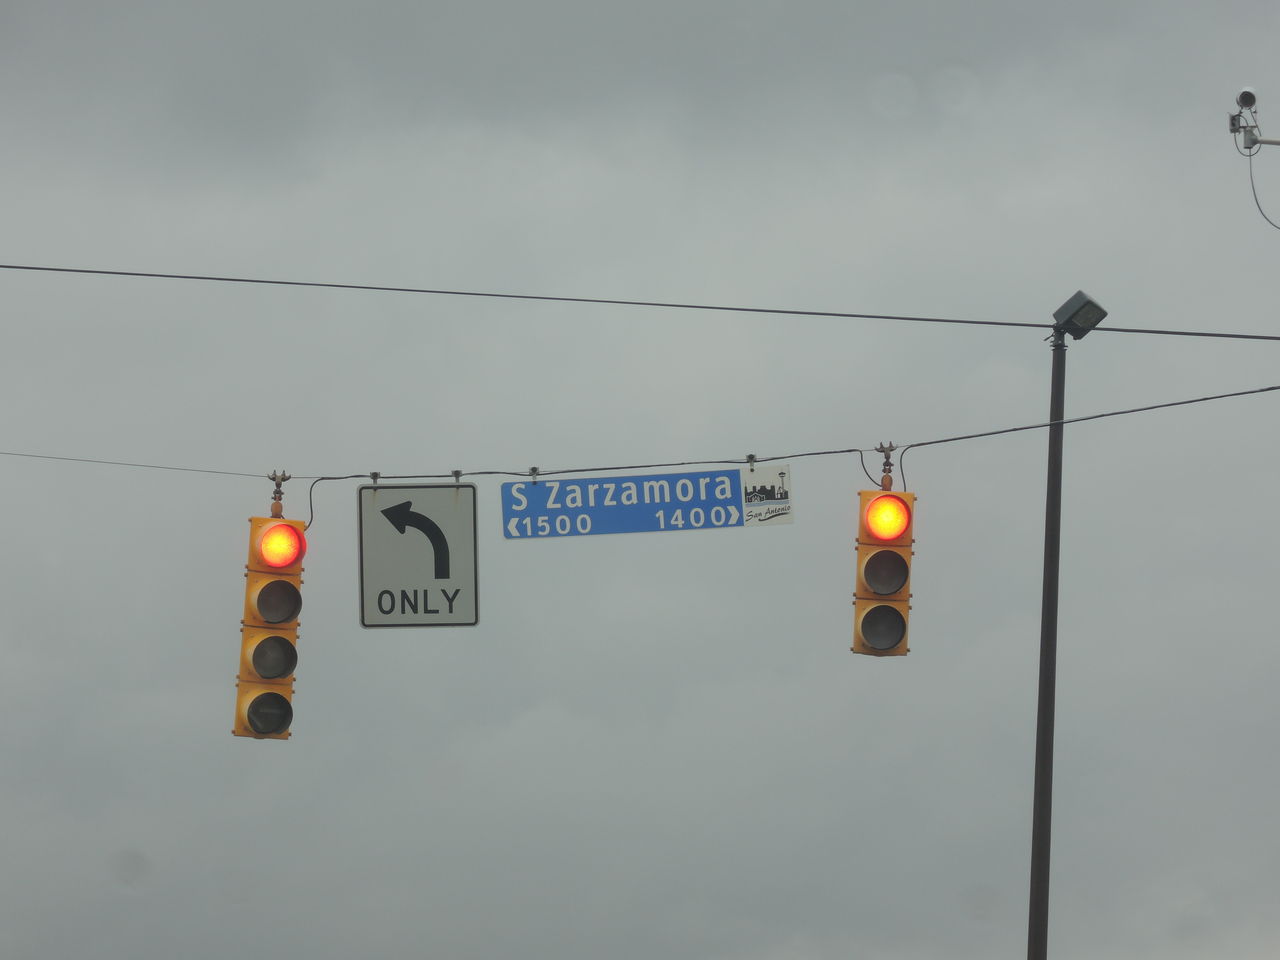 ONLY
S Zarzamora
<1500 1400>
San Antonio